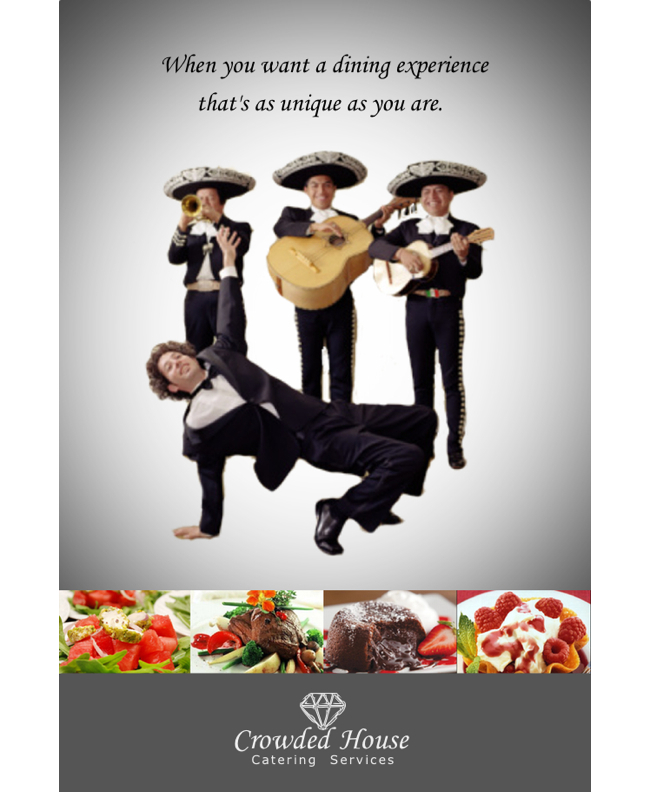 When you want a dining experience
that's as unique as you are.
Crowded House
Catering Services